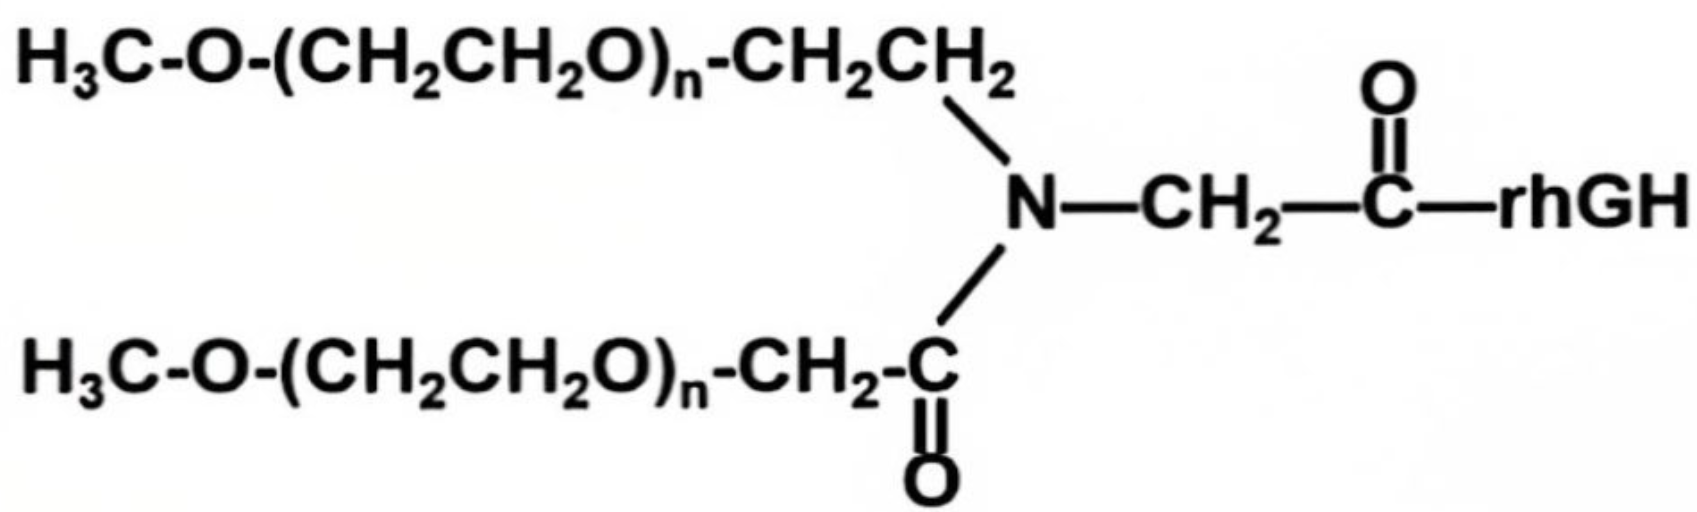 H₃C-O-(CH₂CH₂O)ₙ-CH₂CH₂
O
N—CH₂—C—rhGH
H₃C-O-(CH₂CH₂O)ₙ-CH₂-C
O